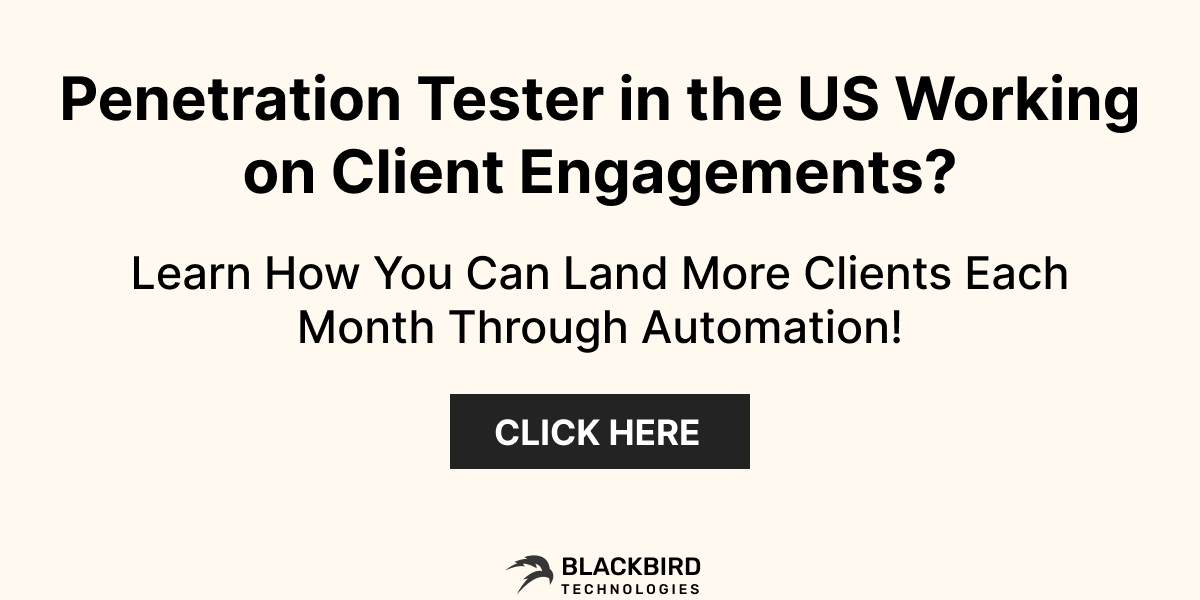 Penetration Tester in the US Working
on Client Engagements?
Learn How You Can Land More Clients Each
Month Through Automation!
CLICK HERE
BLACKBIRD
TECHNOLOGIES